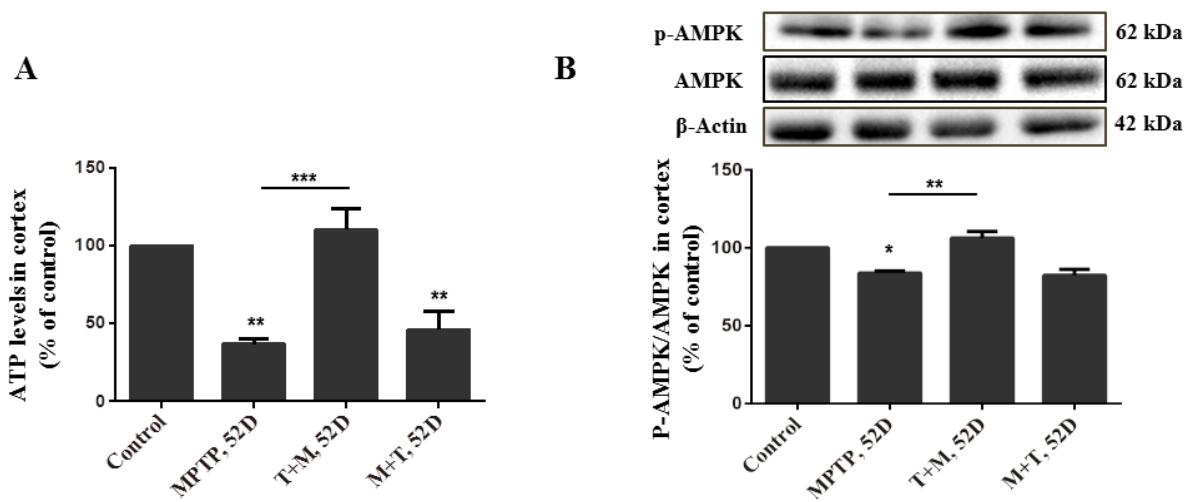 A
ATP levels in cortex
(% of control)
150
100
50
0
***
**
**
Control
MPTP, 52D
T+M, 52D
M+T, 52D
B
p-AMPK
62 kDa
AMPK
62 kDa
β-Actin
42 kDa
P-AMPK/AMPK in cortex
(% of control)
150
100
50
0
**
*
Control
MPTP, 52D
T+M, 52D
M+T, 52D